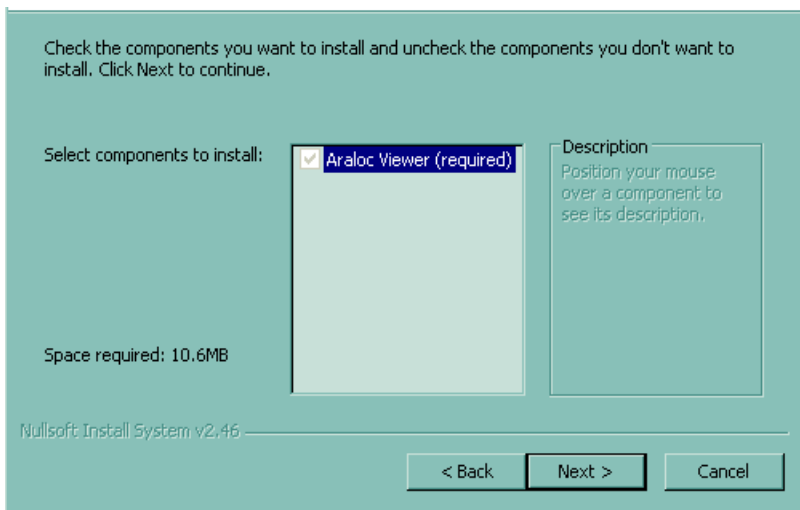 Check the components you want to install and uncheck the components you don't want to
install. Click Next to continue.
Select components to install:
Araloc Viewer (required)
Description
Position your mouse
over a component to
see its description.
Space required: 10.6MB
Nullsoft Install System v2.46
< Back
Next >
Cancel